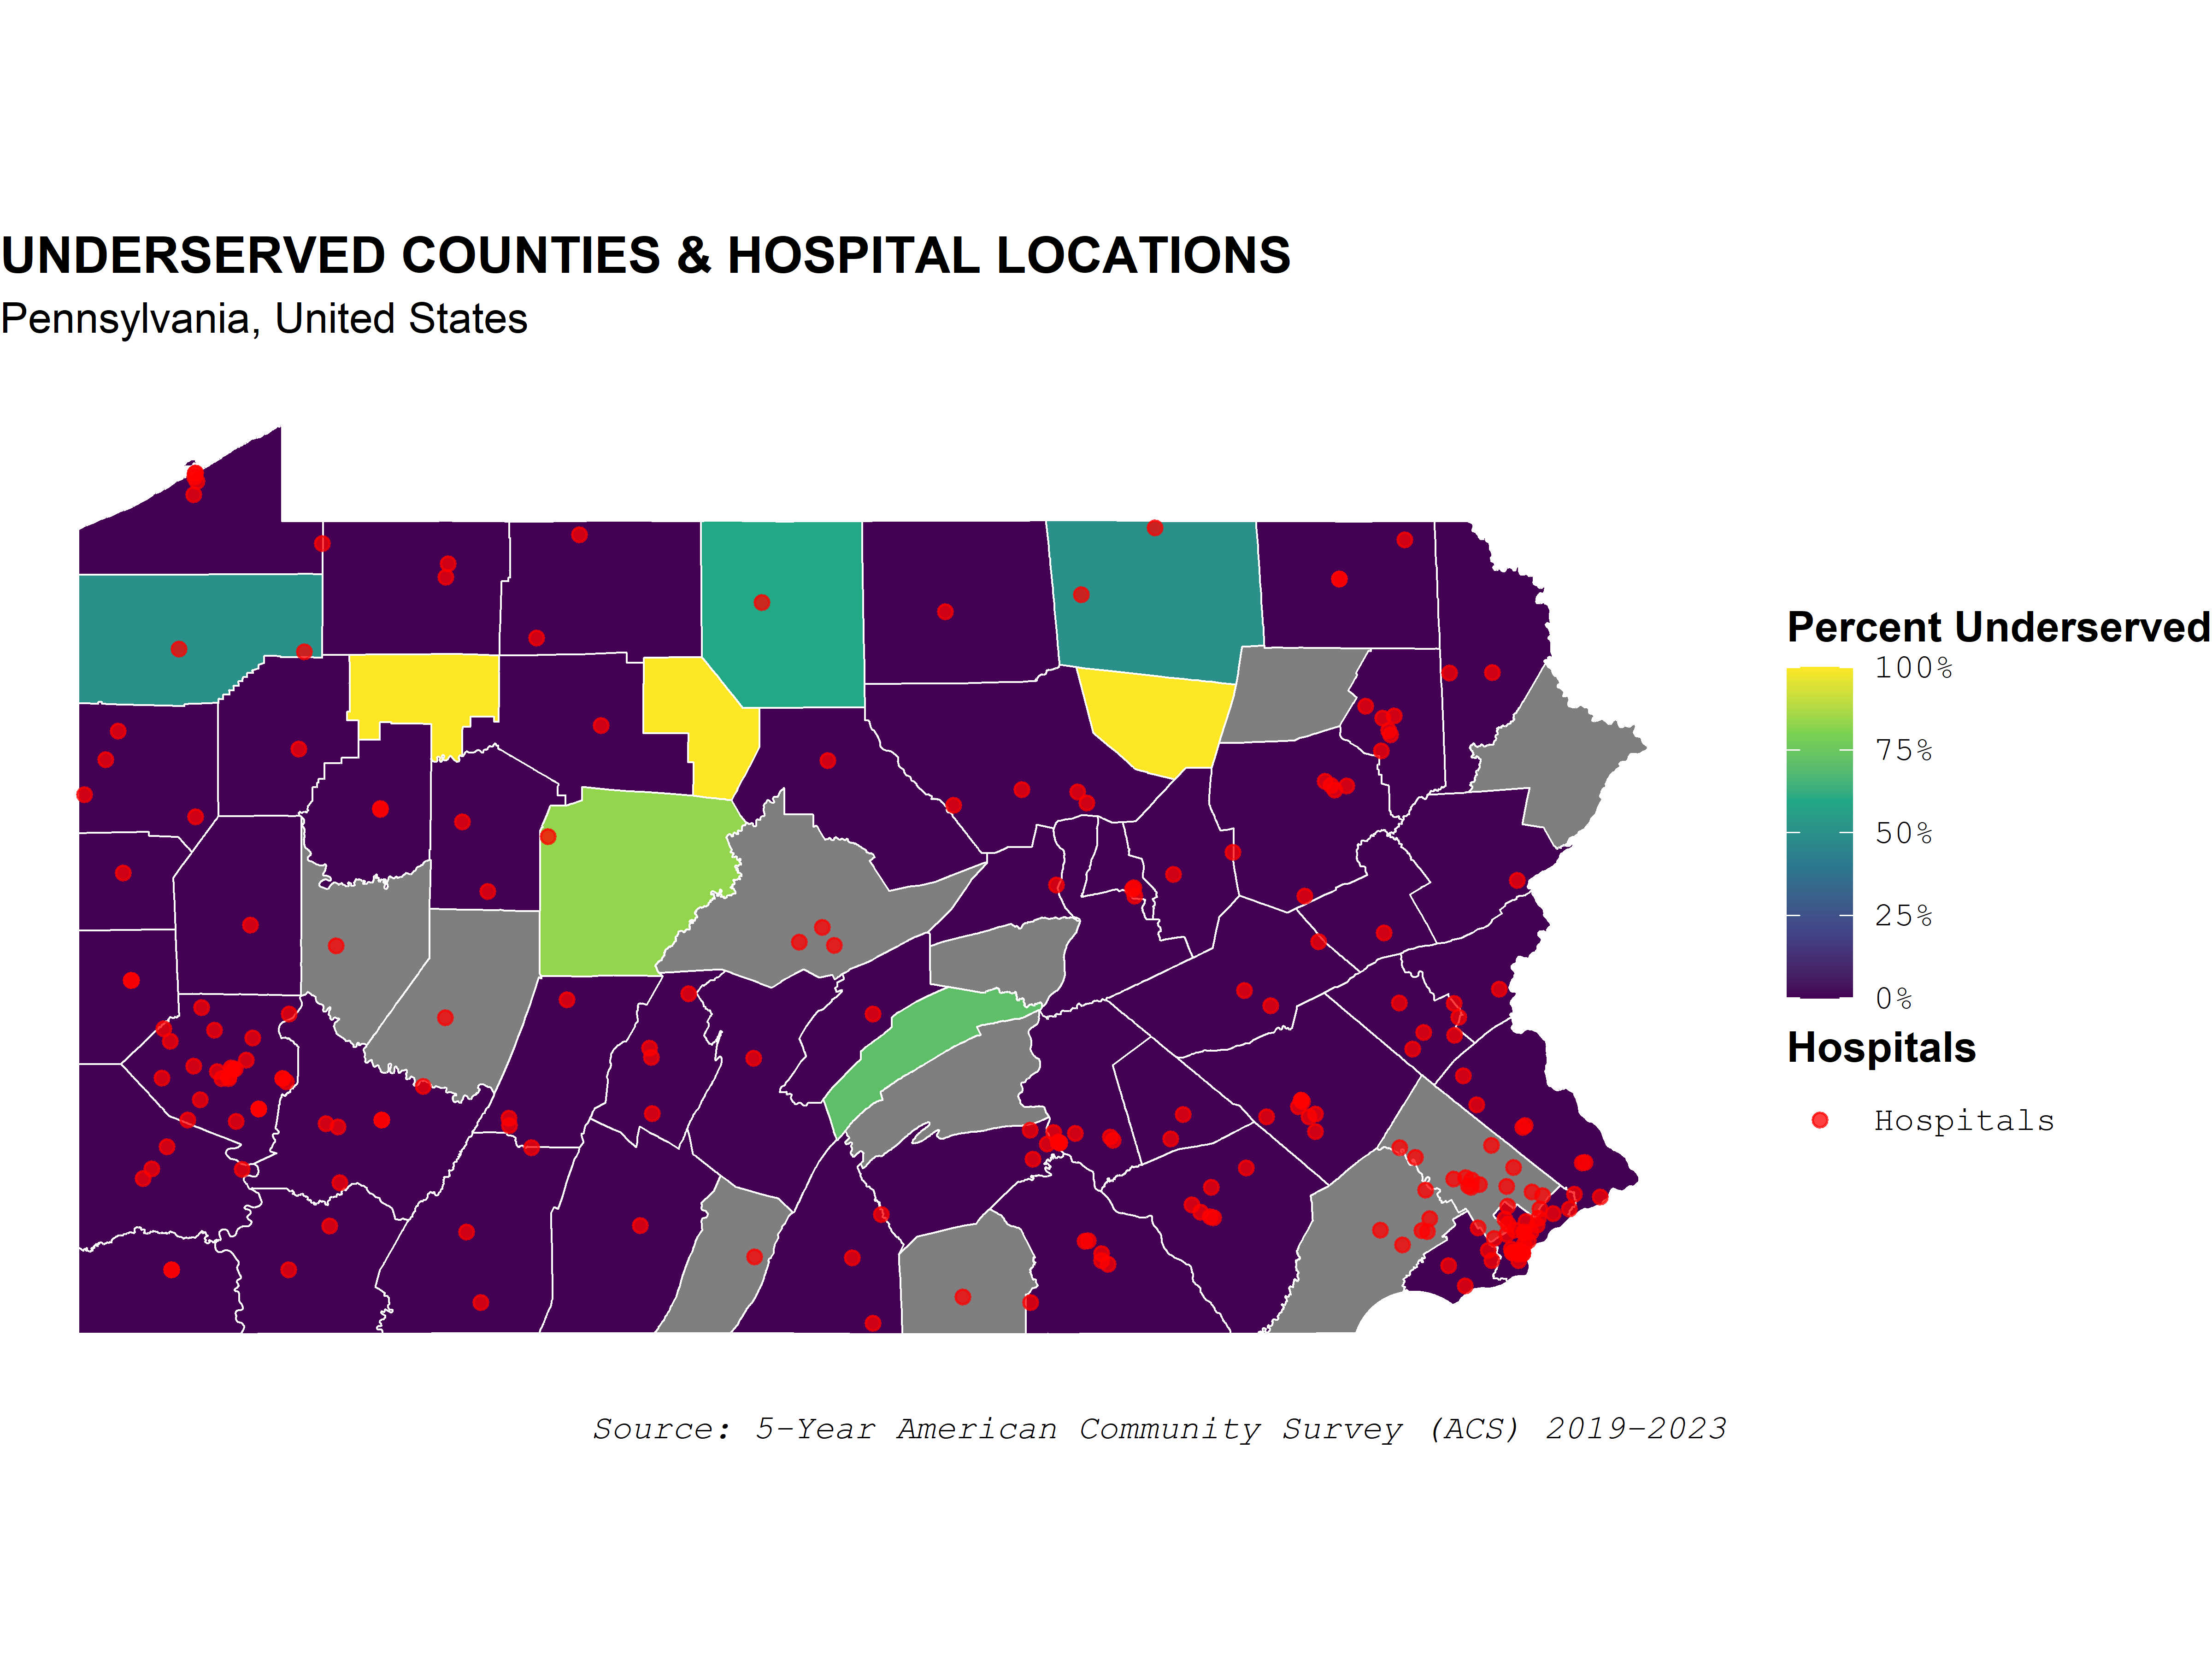 UNDERSERVED COUNTIES & HOSPITAL LOCATIONS
Pennsylvania, United States
Percent Underserved
100%
75%
50%
25%
0%
Hospitals
Hospitals
Source: 5-Year American Community Survey (ACS) 2019-2023